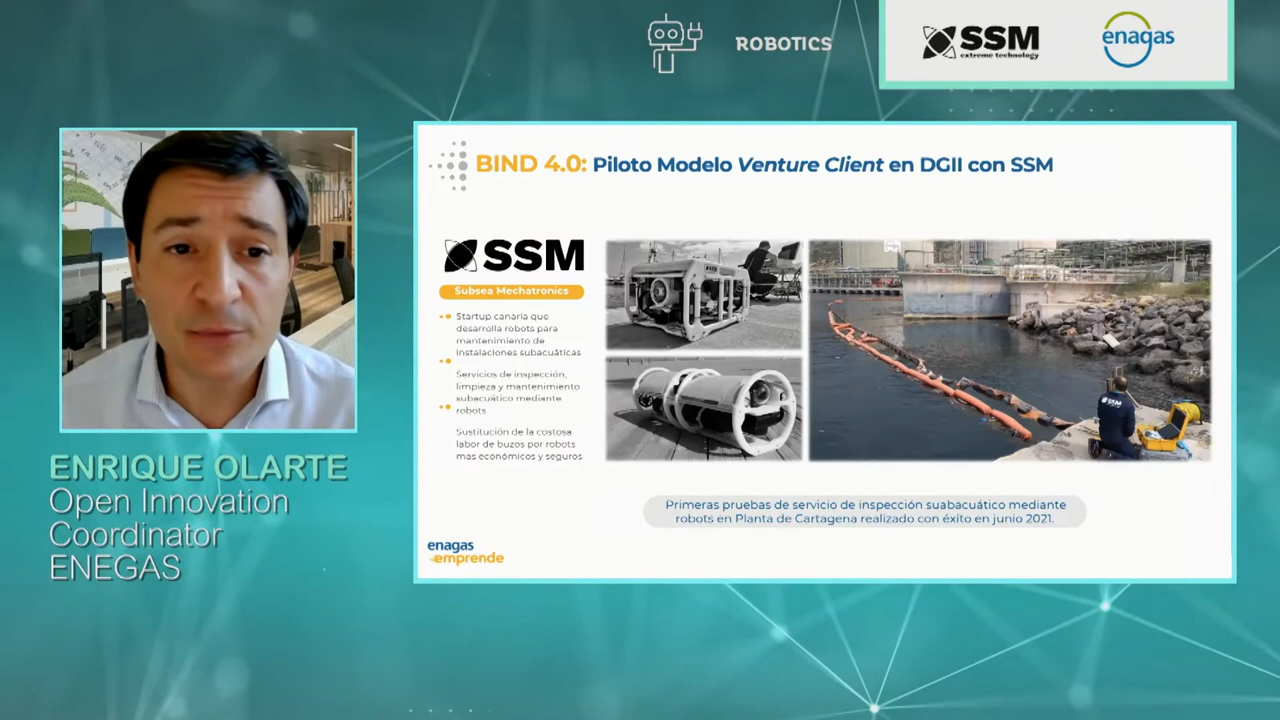 ROBOTICS
SSM
extreme technology
enagas
BIND 4.0: Piloto Modelo Venture Client en DGII con SSM
SSM
Subsea Mechatronics
Startup canaria que
desarrolla robots para
mantenimiento de
instalaciones subacuáticas
Servicios de inspección,
limpieza y mantenimiento
subacuático mediante
robots
Sustitución de la costosa
labor de buzos por robots
mas económicos y seguros
SSM
Primeras pruebas de servicio de inspección suabacuático mediante
robots en Planta de Cartagena realizado con éxito en junio 2021.
enagas
emprende
ENRIQUE OLARTE
Open Innovation
Coordinator
ENEGAS